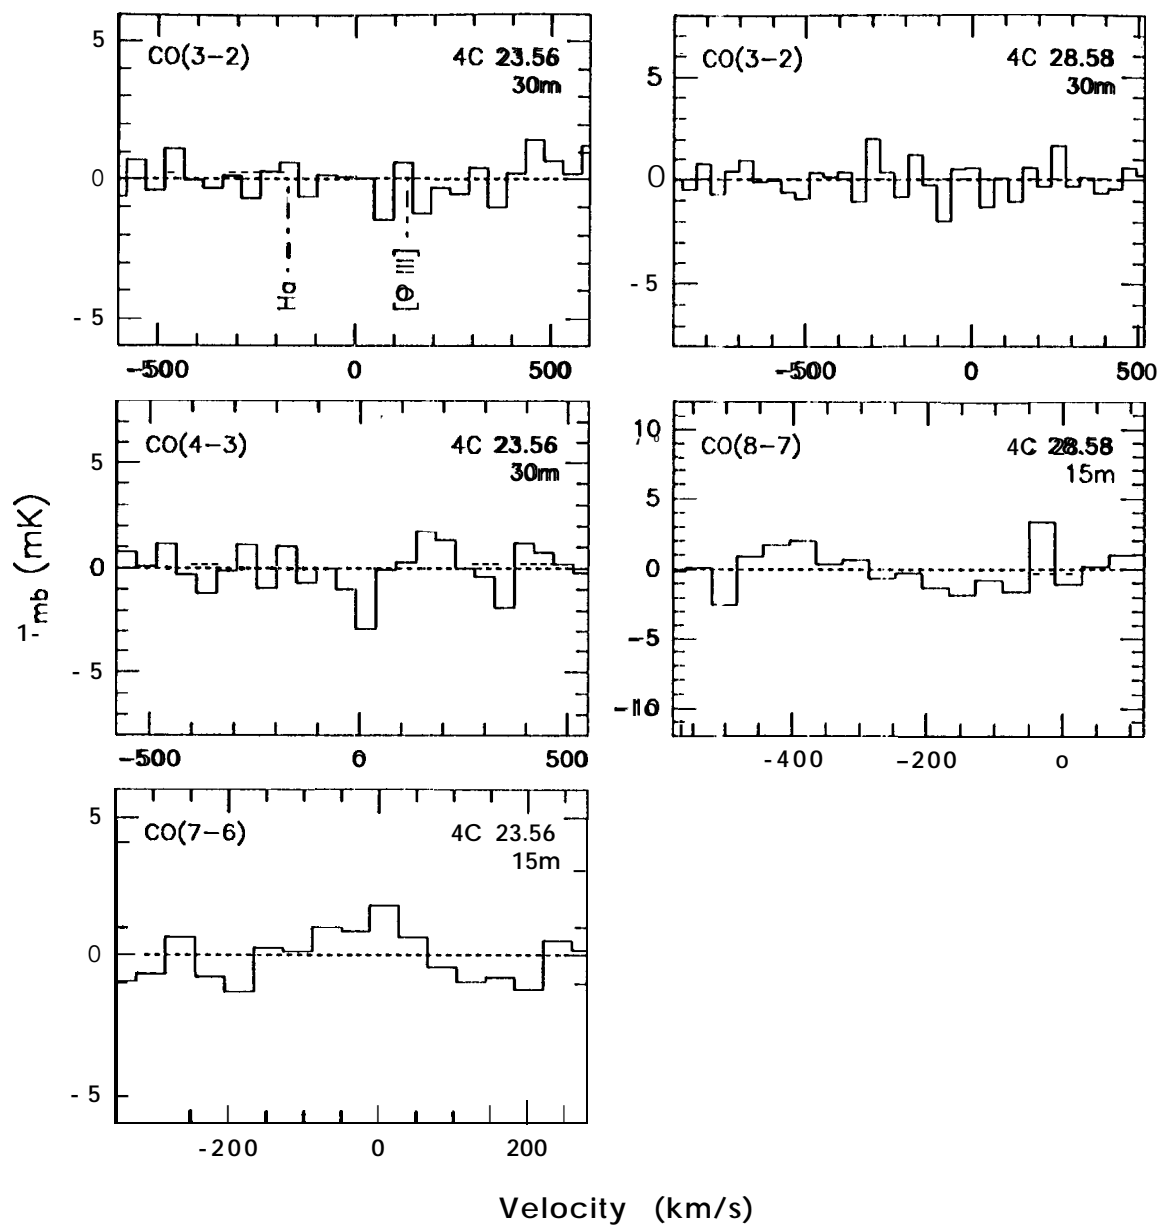 CO(3-2)
4C 23.56
30m
5
0
-5
Hα
[O III]
-500 0 500
CO(3-2)
4C 28.58
30m
5
0
-5
-500 0 500
CO(4-3)
4C 23.56
30m
5
0
-5
-500 0 500
CO(8-7)
4C 28.58
15m
10
5
0
-5
-10
-400 -200 0
CO(7-6)
4C 23.56
15m
5
0
-5
-200 0 200
mb (mK)
Velocity (km/s)